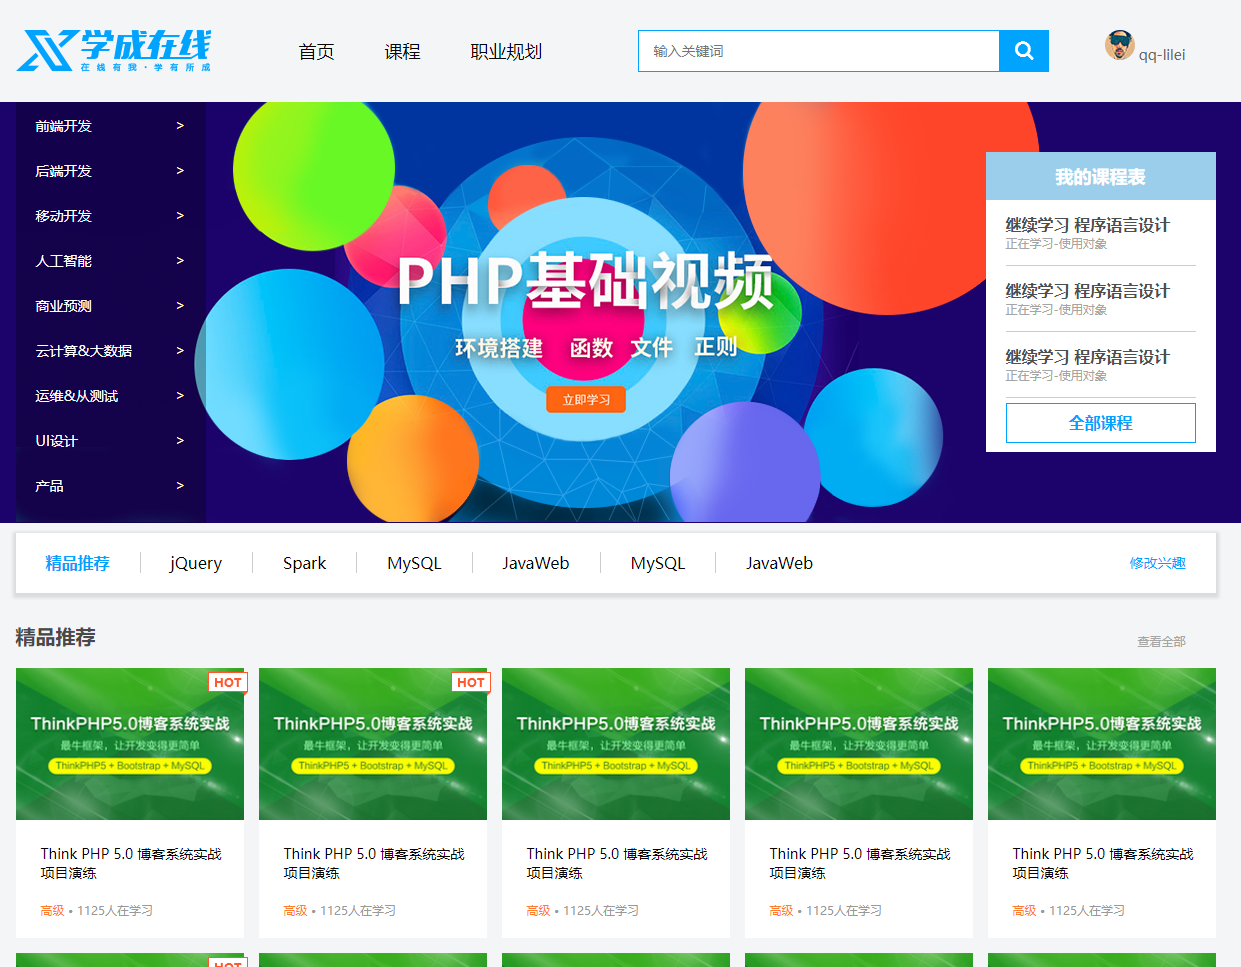 学成在线
在线有我·学有所成
首页 课程 职业规划
输入关键词
qq-lilei
前端开发 >
后端开发 >
移动开发 >
人工智能 >
商业预测 >
云计算&大数据 >
运维&从测试 >
UI设计 >
产品 >
PHP基础视频
环境搭建 函数 文件 正则
立即学习
我的课程表
继续学习 程序语言设计
正在学习-使用对象
继续学习 程序语言设计
正在学习-使用对象
继续学习 程序语言设计
正在学习-使用对象
全部课程
精品推荐 jQuery Spark MySQL JavaWeb MySQL JavaWeb 修改兴趣
精品推荐 查看全部
HOT
ThinkPHP5.0博客系统实战
最牛框架，让开发变得更简单
ThinkPHP5 + Bootstrap + MySQL
Think PHP 5.0 博客系统实战
项目演练
高级 • 1125人在学习
HOT
ThinkPHP5.0博客系统实战
最牛框架，让开发变得更简单
ThinkPHP5 + Bootstrap + MySQL
Think PHP 5.0 博客系统实战
项目演练
高级 • 1125人在学习
ThinkPHP5.0博客系统实战
最牛框架，让开发变得更简单
ThinkPHP5 + Bootstrap + MySQL
Think PHP 5.0 博客系统实战
项目演练
高级 • 1125人在学习
ThinkPHP5.0博客系统实战
最牛框架，让开发变得更简单
ThinkPHP5 + Bootstrap + MySQL
Think PHP 5.0 博客系统实战
项目演练
高级 • 1125人在学习
ThinkPHP5.0博客系统实战
最牛框架，让开发变得更简单
ThinkPHP5 + Bootstrap + MySQL
Think PHP 5.0 博客系统实战
项目演练
高级 • 1125人在学习
HOT